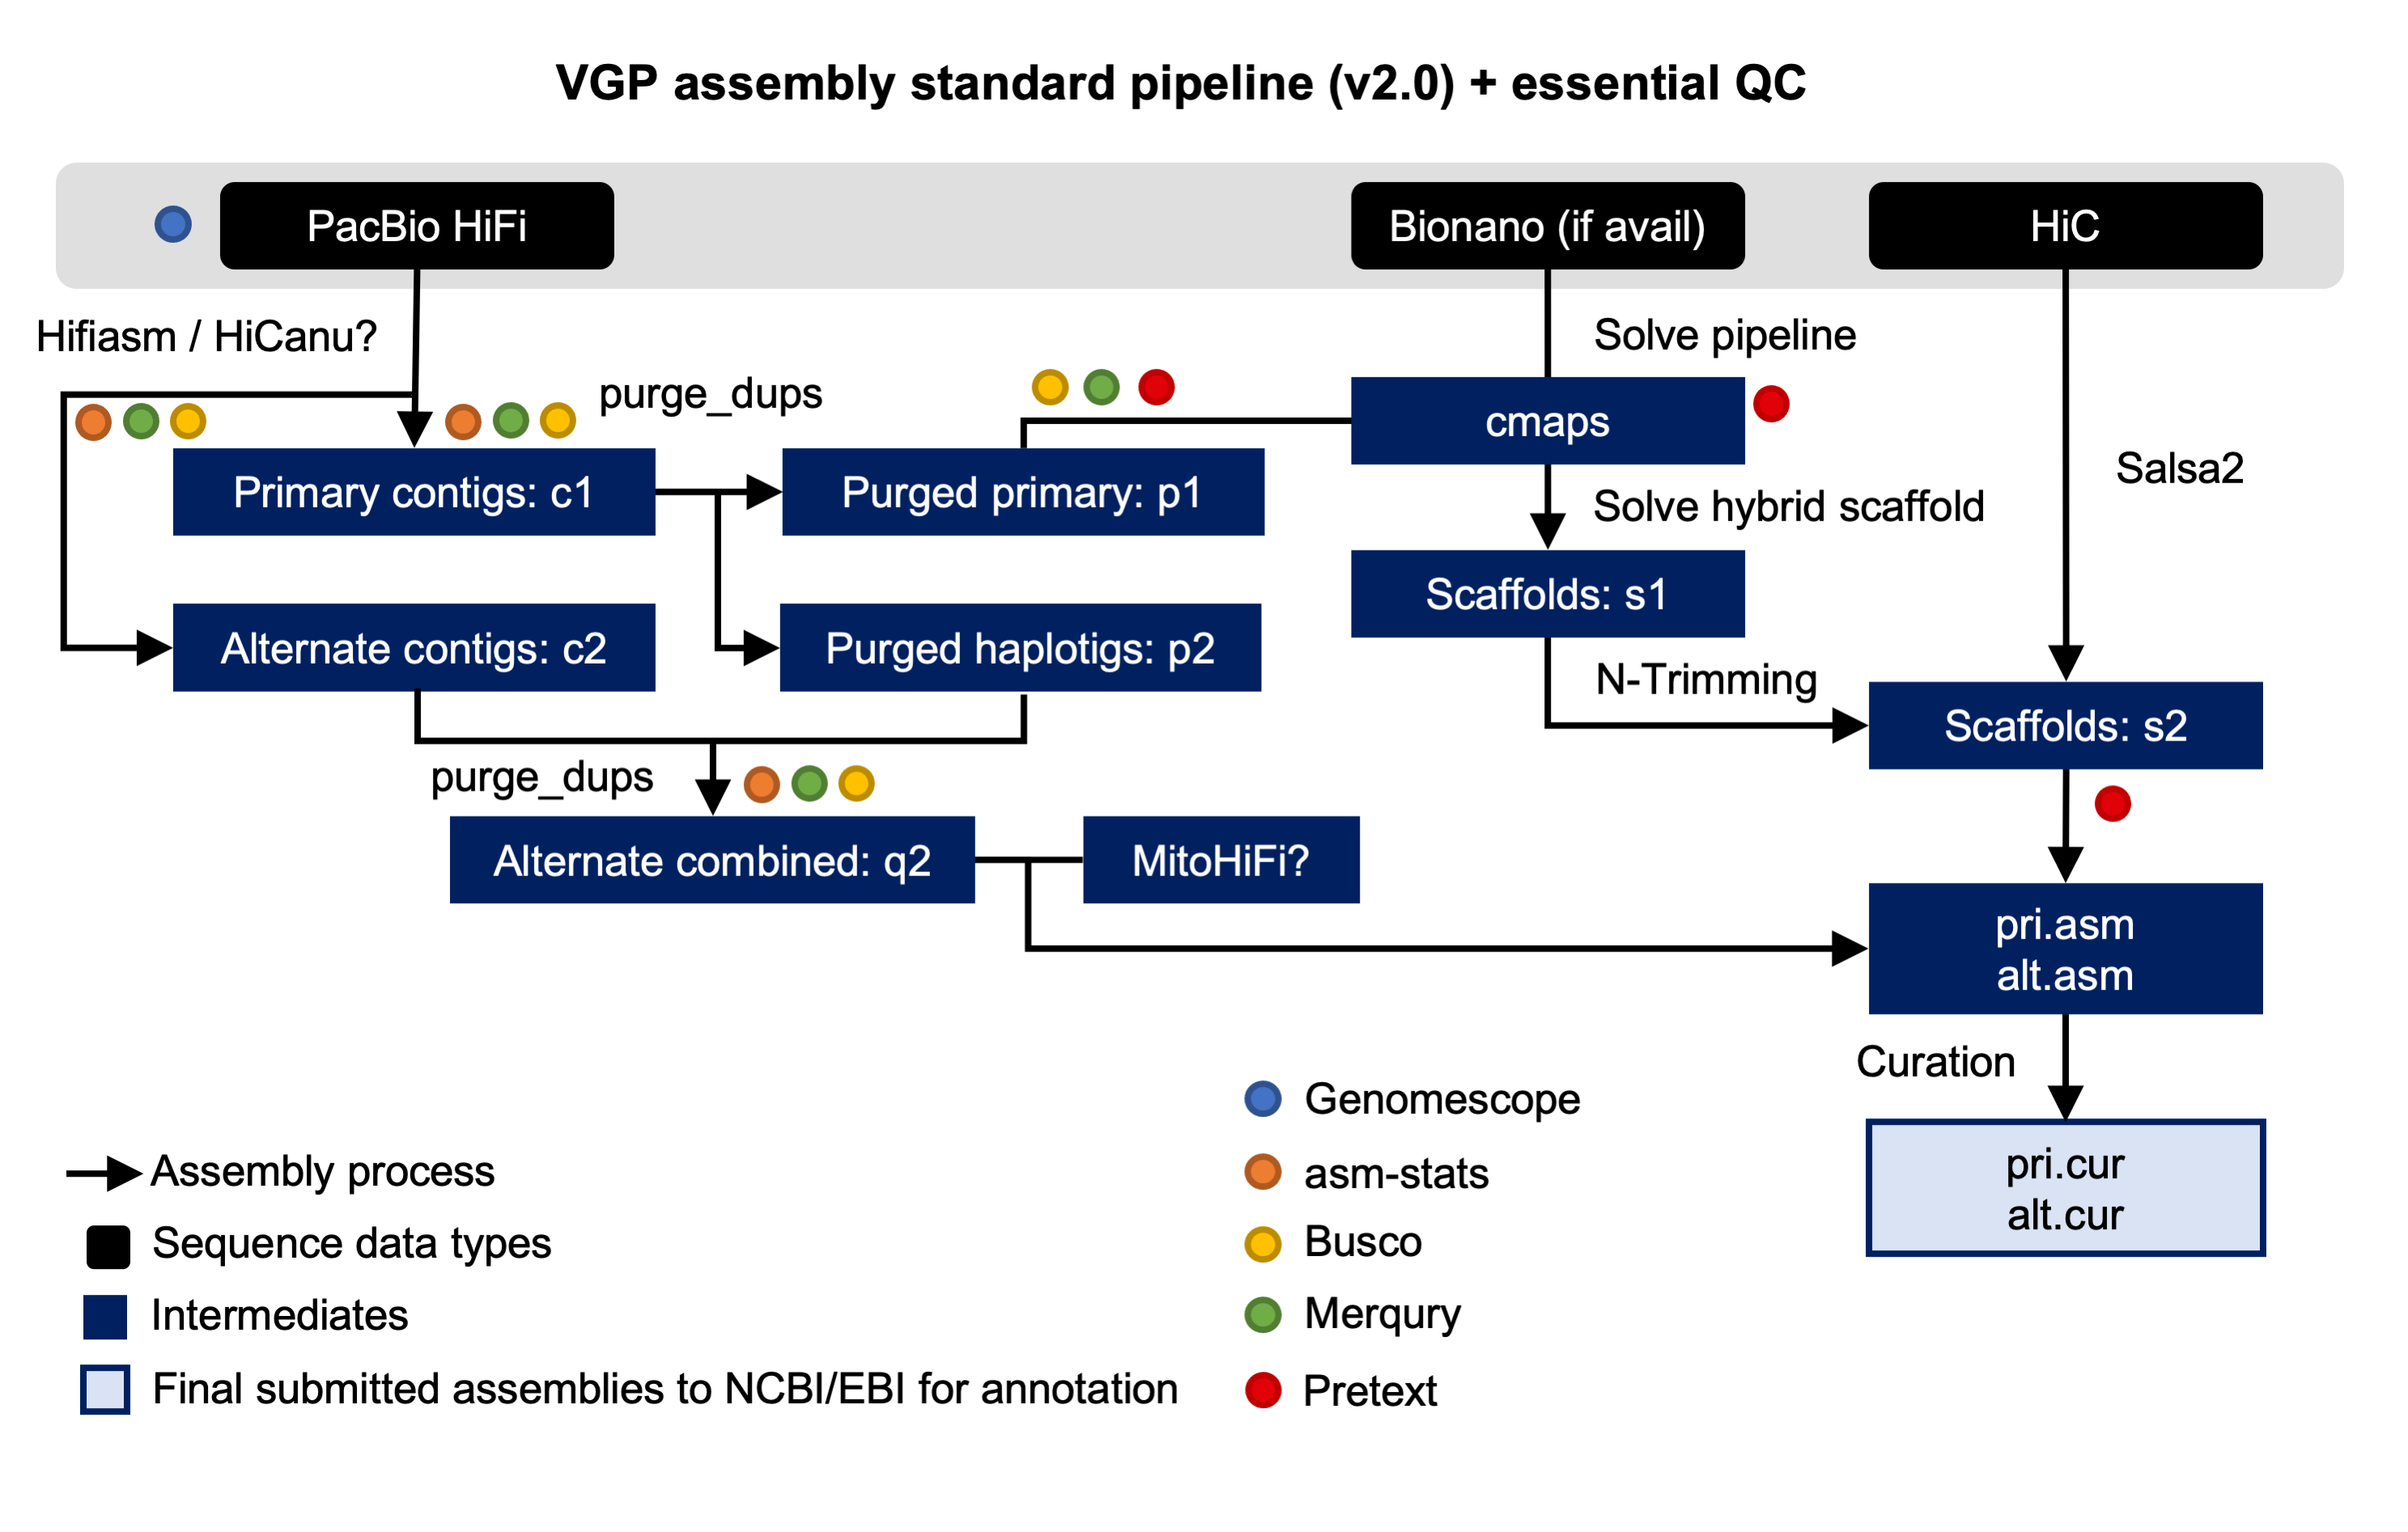 VGP assembly standard pipeline (v2.0) + essential QC
PacBio HiFi
Bionano (if avail)
HiC
Hifiasm / HiCanu?
Solve pipeline
purge_dups
cmaps
Salsa2
Primary contigs: c1
Purged primary: p1
Solve hybrid scaffold
Scaffolds: s1
Alternate contigs: c2
Purged haplotigs: p2
N-Trimming
Scaffolds: s2
purge_dups
Alternate combined: q2
MitoHiFi?
pri.asm
alt.asm
Curation
pri.cur
alt.cur
Assembly process
Sequence data types
Intermediates
Final submitted assemblies to NCBI/EBI for annotation
Genomescope
asm-stats
Busco
Merqury
Pretext